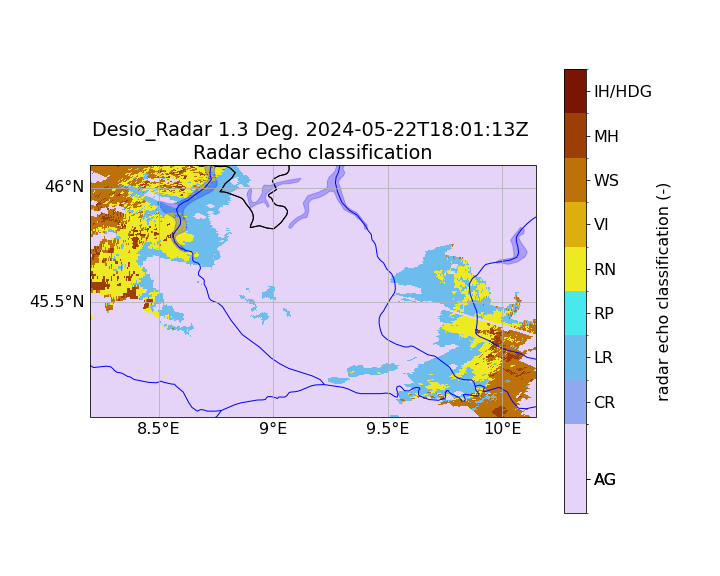 Desio_Radar 1.3 Deg. 2024-05-22T18:01:13Z
Radar echo classification
46°N
45.5°N
8.5°E
9°E
9.5°E
10°E
IH/HDG
MH
WS
VI
RN
RP
LR
CR
AG
radar echo classification (-)